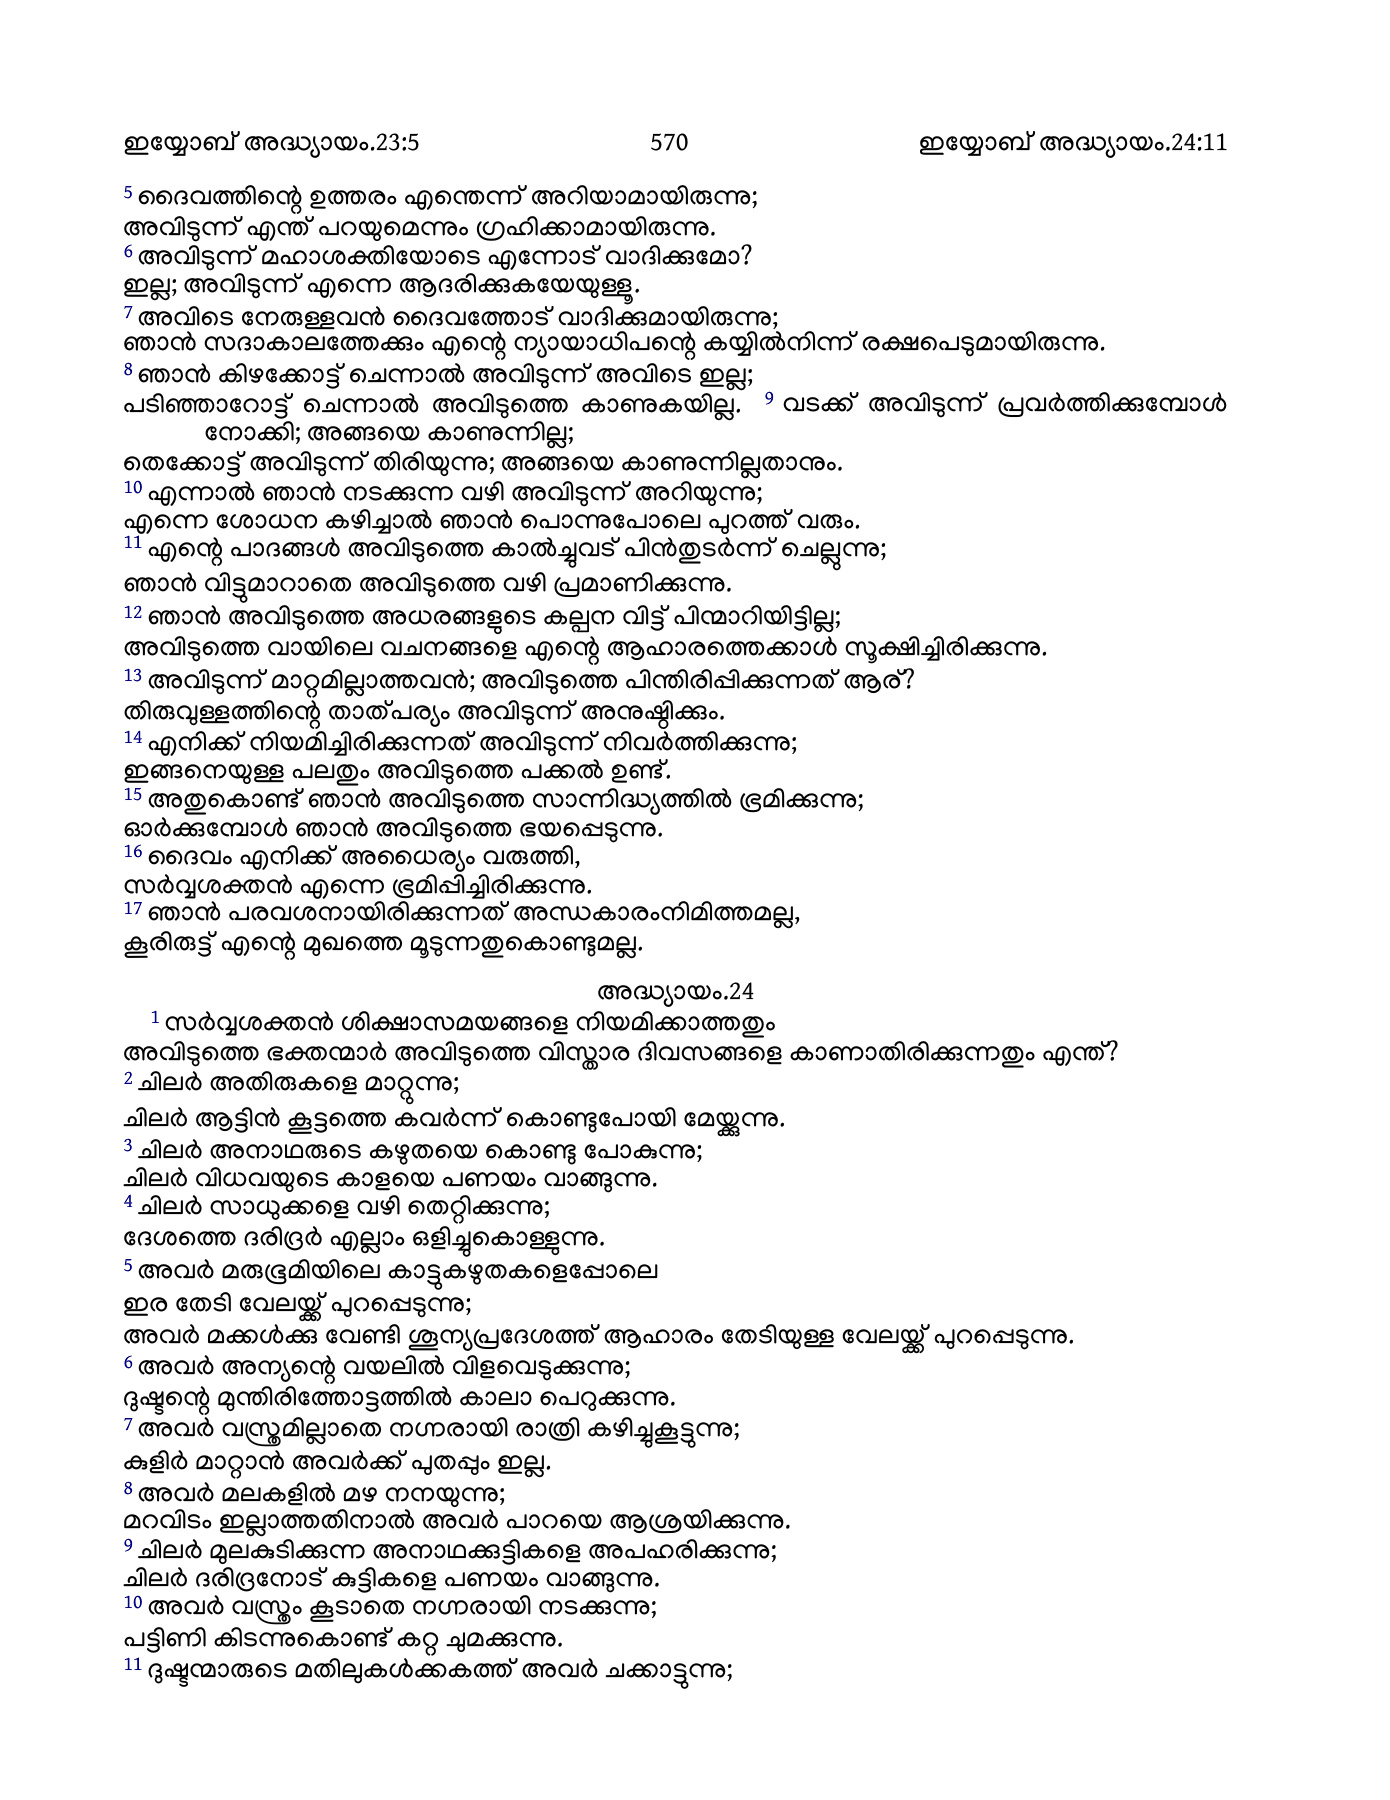 ഇയ്യോബ് അദ്ധ്യായം.23:5 570 ഇയ്യോബ് അദ്ധ്യായം.24:11
5 ദൈവത്തിന്റെ ഉത്തരം എന്തെന്ന് അറിയാമായിരുന്നു;
അവിടുന്ന് എന്ത് പറയുമെന്നും ഗ്രഹിക്കാമായിരുന്നു.
6 അവിടുന്ന് മഹാശക്തിയോടെ എന്നോട് വാദിക്കുമോ?
ഇല്ല; അവിടുന്ന് എന്നെ ആദരിക്കുകയേയുള്ളൂ.
7 അവിടെ നേരുള്ളവൻ ദൈവത്തോട് വാദിക്കുമായിരുന്നു;
ഞാൻ സദാകാലത്തേക്കും എന്റെ ന്യായാധിപന്റെ കയ്യിൽനിന്ന് രക്ഷപെടുമായിരുന്നു.
8 ഞാൻ കിഴക്കോട്ട് ചെന്നാൽ അവിടുന്ന് അവിടെ ഇല്ല;
പടിഞ്ഞാറോട്ട് ചെന്നാൽ അവിടുത്തെ കാണുകയില്ല. 9 വടക്ക് അവിടുന്ന് പ്രവർത്തിക്കുമ്പോൾ
നോക്കി; അങ്ങയെ കാണുന്നില്ല;
തെക്കോട്ട് അവിടുന്ന് തിരിയുന്നു; അങ്ങയെ കാണുന്നില്ലതാനും.
10 എന്നാൽ ഞാൻ നടക്കുന്ന വഴി അവിടുന്ന് അറിയുന്നു;
എന്നെ ശോധന കഴിച്ചാൽ ഞാൻ പൊന്നുപോലെ പുറത്ത് വരും.
11 എന്റെ പാദങ്ങൾ അവിടുത്തെ കാൽച്ചുവട് പിൻതുടർന്ന് ചെല്ലുന്നു;
ഞാൻ വിട്ടുമാറാതെ അവിടുത്തെ വഴി പ്രമാണിക്കുന്നു.
12 ഞാൻ അവിടുത്തെ അധരങ്ങളുടെ കല്പന വിട്ട് പിന്മാറിയിട്ടില്ല;
അവിടുത്തെ വായിലെ വചനങ്ങളെ എന്റെ ആഹാരത്തെക്കാൾ സൂക്ഷിച്ചിരിക്കുന്നു.
13 അവിടുന്ന് മാറ്റമില്ലാത്തവൻ; അവിടുത്തെ പിന്തിരിപ്പിക്കുന്നത് ആര്?
തിരുവുള്ളത്തിന്റെ താത്പര്യം അവിടുന്ന് അനുഷ്ഠിക്കും.
14 എനിക്ക് നിയമിച്ചിരിക്കുന്നത് അവിടുന്ന് നിവർത്തിക്കുന്നു;
ഇങ്ങനെയുള്ള പലതും അവിടുത്തെ പക്കൽ ഉണ്ട്.
15 അതുകൊണ്ട് ഞാൻ അവിടുത്തെ സാന്നിദ്ധ്യത്തിൽ ഭ്രമിക്കുന്നു;
ഓർക്കുമ്പോൾ ഞാൻ അവിടുത്തെ ഭയപ്പെടുന്നു.
16 ദൈവം എനിക്ക് അധൈര്യം വരുത്തി,
സർവ്വശക്തൻ എന്നെ ഭ്രമിപ്പിച്ചിരിക്കുന്നു.
17 ഞാൻ പരവശനായിരിക്കുന്നത് അന്ധകാരംനിമിത്തമല്ല,
കൂരിരുട്ട് എന്റെ മുഖത്തെ മൂടുന്നതുകൊണ്ടുമല്ല.
അദ്ധ്യായം.24
1 സർവ്വശക്തൻ ശിക്ഷാസമയങ്ങളെ നിയമിക്കാത്തതും
അവിടുത്തെ ഭക്തന്മാർ അവിടുത്തെ വിസ്താര ദിവസങ്ങളെ കാണാതിരിക്കുന്നതും എന്ത്?
2 ചിലർ അതിരുകളെ മാറ്റുന്നു;
ചിലർ ആട്ടിൻ കൂട്ടത്തെ കവർന്ന് കൊണ്ടുപോയി മേയ്ക്കുന്നു.
3 ചിലർ അനാഥരുടെ കഴുതയെ കൊണ്ടു പോകുന്നു;
ചിലർ വിധവയുടെ കാളയെ പണയം വാങ്ങുന്നു.
4 ചിലർ സാധുക്കളെ വഴി തെറ്റിക്കുന്നു;
ദേശത്തെ ദരിദ്രർ എല്ലാം ഒളിച്ചുകൊള്ളുന്നു.
5 അവർ മരുഭൂമിയിലെ കാട്ടുകഴുതകളെപ്പോലെ
ഇര തേടി വേലയ്ക്ക് പുറപ്പെടുന്നു;
അവർ മക്കൾക്കു വേണ്ടി ശൂന്യപ്രദേശത്ത് ആഹാരം തേടിയുള്ള വേലയ്ക്ക് പുറപ്പെടുന്നു.
6 അവർ അന്യന്റെ വയലിൽ വിളവെടുക്കുന്നു;
ദുഷ്ടന്റെ മുന്തിരിത്തോട്ടത്തിൽ കാലാ പെറുക്കുന്നു.
7 അവർ വസ്ത്രമില്ലാതെ നഗ്നരായി രാത്രി കഴിച്ചുകൂട്ടുന്നു;
കുളിർ മാറ്റാൻ അവർക്ക് പുതപ്പും ഇല്ല.
8 അവർ മലകളിൽ മഴ നനയുന്നു;
മറവിടം ഇല്ലാത്തതിനാൽ അവർ പാറയെ ആശ്രയിക്കുന്നു.
9 ചിലർ മുലകുടിക്കുന്ന അനാഥക്കുട്ടികളെ അപഹരിക്കുന്നു;
ചിലർ ദരിദ്രനോട് കുട്ടികളെ പണയം വാങ്ങുന്നു.
10 അവർ വസ്ത്രം കൂടാതെ നഗ്നരായി നടക്കുന്നു;
പട്ടിണി കിടന്നുകൊണ്ട് കറ്റ ചുമക്കുന്നു.
11 ദുഷ്ടന്മാരുടെ മതിലുകൾക്കകത്ത് അവർ ചക്കാട്ടുന്നു;